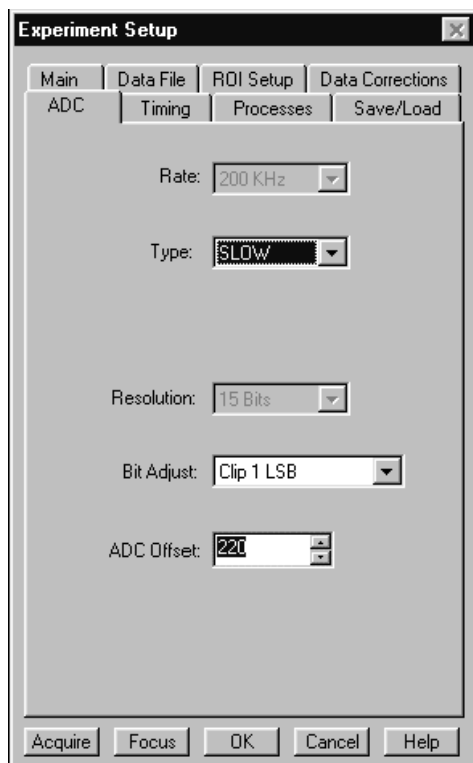 Experiment Setup
Main Data File ROI Setup Data Corrections
ADC Timing Processes Save/Load
Rate: 200 KHz
Type: SLOW
Resolution: 15 Bits
Bit Adjust: Clip 1 LSB
ADC Offset: 220
Acquire Focus OK Cancel Help